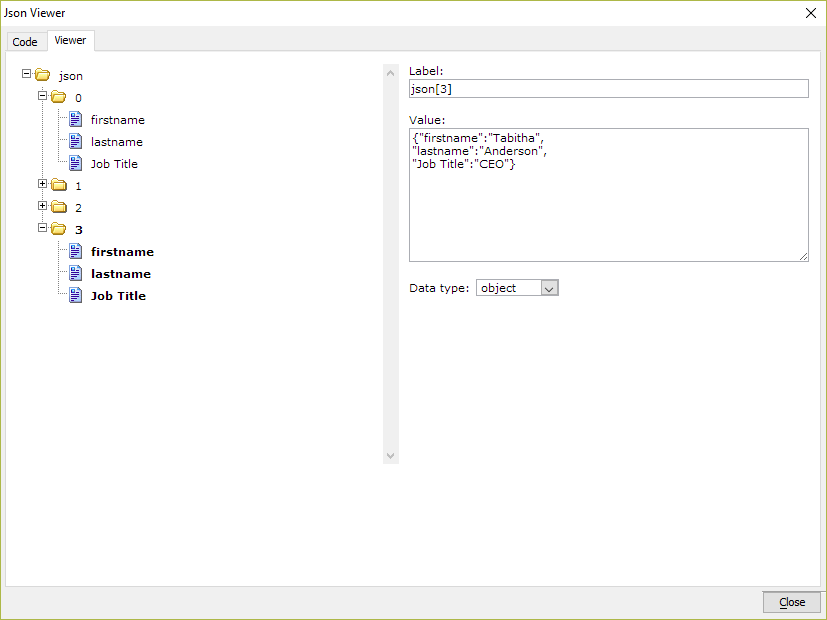 Json Viewer
Code
Viewer
json
0
firstname
lastname
Job Title
1
2
3
firstname
lastname
Job Title
Label:
json[3]
Value:
{"firstname":"Tabitha",
"lastname":"Anderson",
"Job Title":"CEO"}
Data type:
object
Close